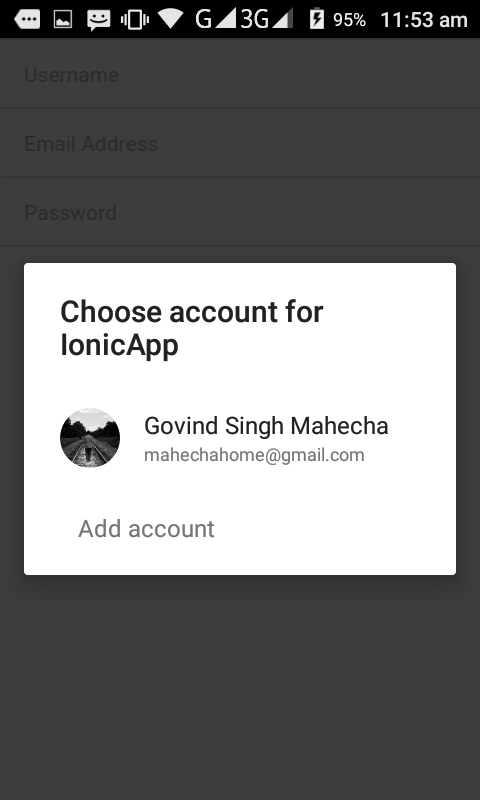 G 3G 95% 11:53 am
Username
Email Address
Password
Choose account for
IonicApp
Govind Singh Mahecha
mahechahome@gmail.com
Add account